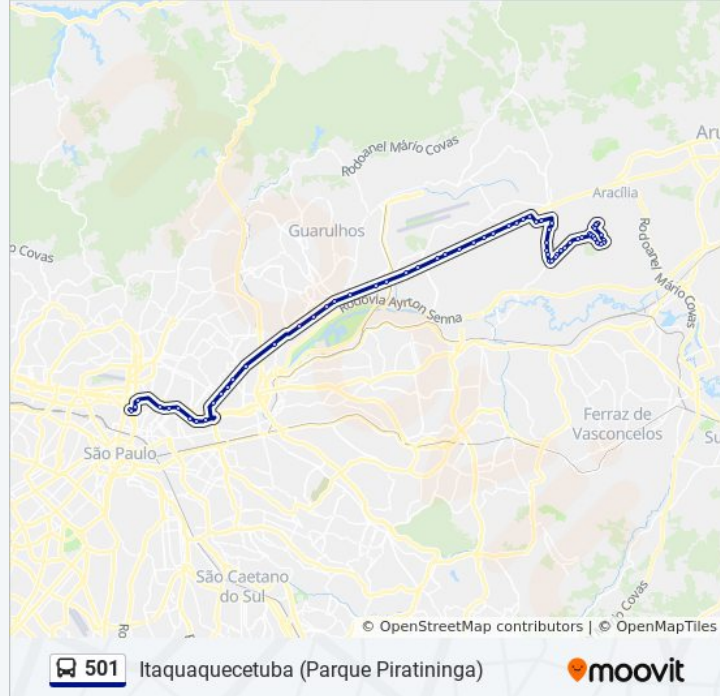 Aru
Rodoanel Mário Covas
Aracília
Guarulhos
Rodoanel Mário Covas
o Covas
Rodovia Ayrton Senna
Ferraz de
Vasconcelos
Su
São Paulo
São Caetano
do Sul
o Covas
Ro
© OpenStreetMap contributors | © OpenMapTiles
501 Itaquaquecetuba (Parque Piratininga)
moovit